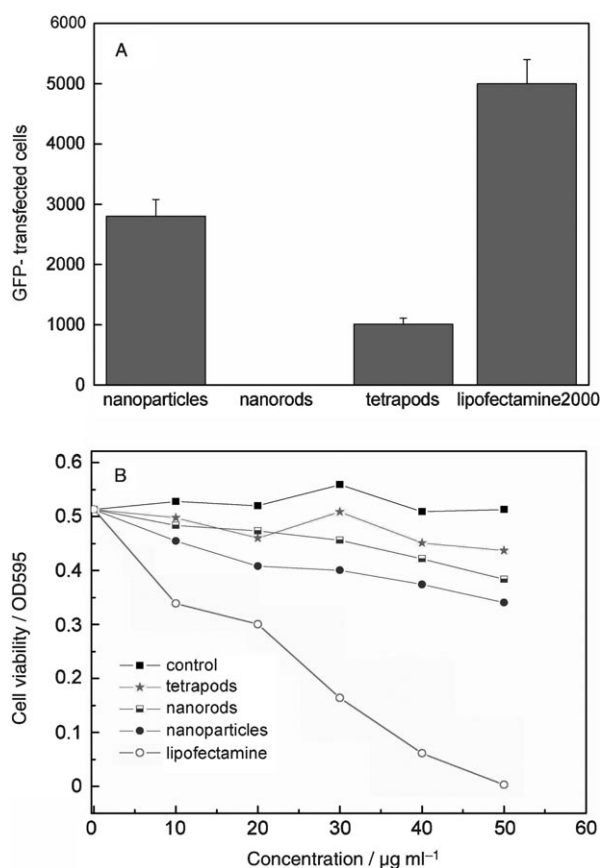 A
6000
5000
4000
3000
2000
1000
0
GFP- transfected cells
nanoparticles nanorods tetrapods lipofectamine2000
B
0.6
0.5
0.4
0.3
0.2
0.1
0
Cell viability / OD595
control
tetrapods
nanorods
nanoparticles
lipofectamine
0 10 20 30 40 50 60
Concentration / µg ml⁻¹